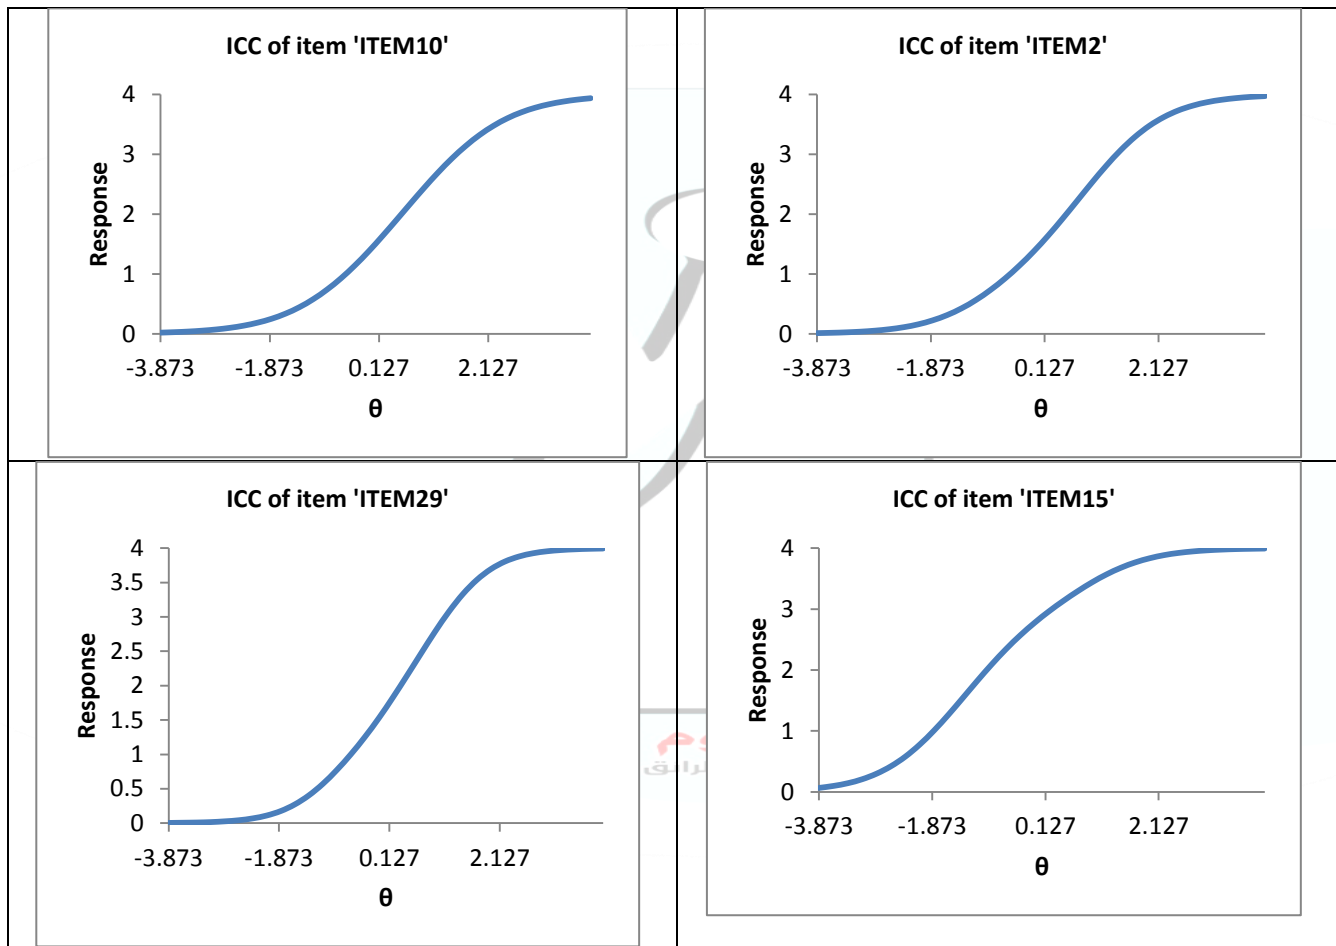 ICC of item 'ITEM10'
4
3
2
1
0
Response
-3.873 -1.873 0.127 2.127
θ
ICC of item 'ITEM2'
4
3
2
1
0
Response
-3.873 -1.873 0.127 2.127
θ
ICC of item 'ITEM29'
4
3.5
3
2.5
2
1.5
1
0.5
0
Response
-3.873 -1.873 0.127 2.127
θ
ICC of item 'ITEM15'
4
3
2
1
0
Response
-3.873 -1.873 0.127 2.127
θ